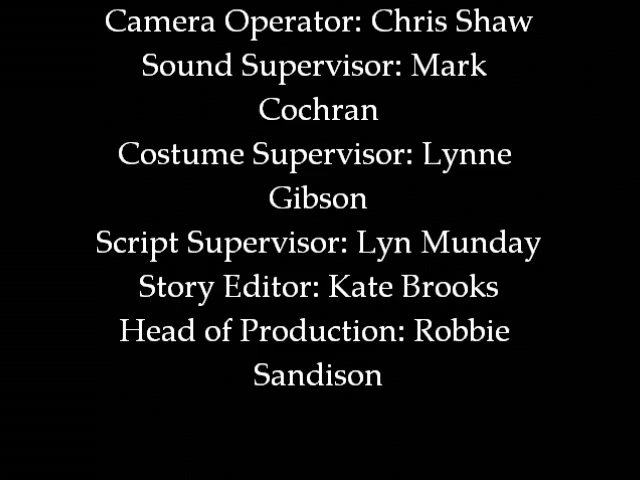 Camera Operator: Chris Shaw
Sound Supervisor: Mark
Cochran
Costume Supervisor: Lynne
Gibson
Script Supervisor: Lyn Munday
Story Editor: Kate Brooks
Head of Production: Robbie
Sandison